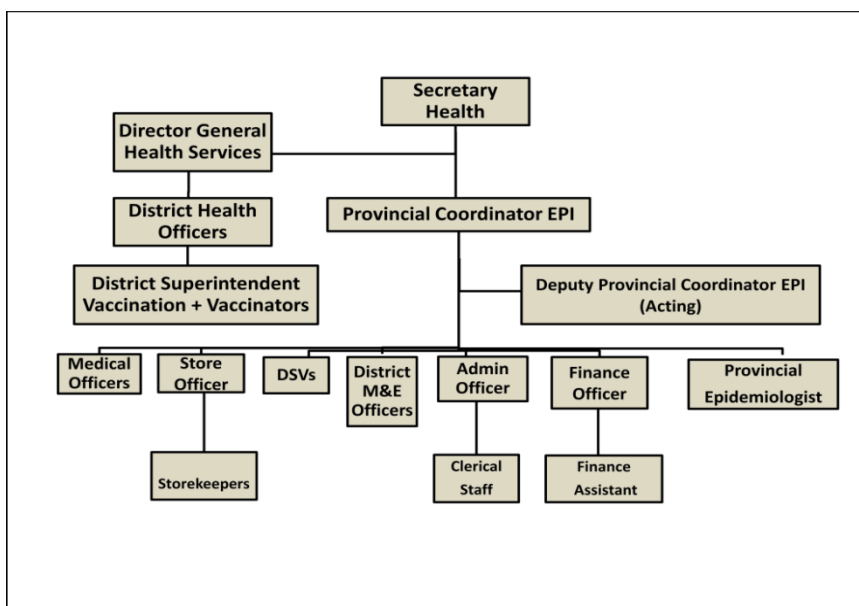 Secretary
Health
Director General
Health Services
District Health
Officers
Provincial Coordinator EPI
District Superintendent
Vaccination + Vaccinators
Deputy Provincial Coordinator EPI
(Acting)
Medical
Officers
Store
Officer
DSVs
District
M&E
Officers
Admin
Officer
Finance
Officer
Provincial
Epidemiologist
Storekeepers
Clerical
Staff
Finance
Assistant